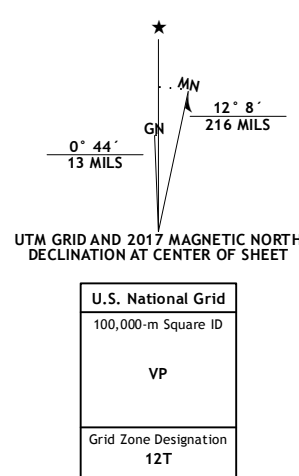 ★
MN
GN
0° 44´
13 MILS
12° 8´
216 MILS
UTM GRID AND 2017 MAGNETIC NORTH
DECLINATION AT CENTER OF SHEET
U.S. National Grid
100,000-m Square ID
VP
Grid Zone Designation
12T